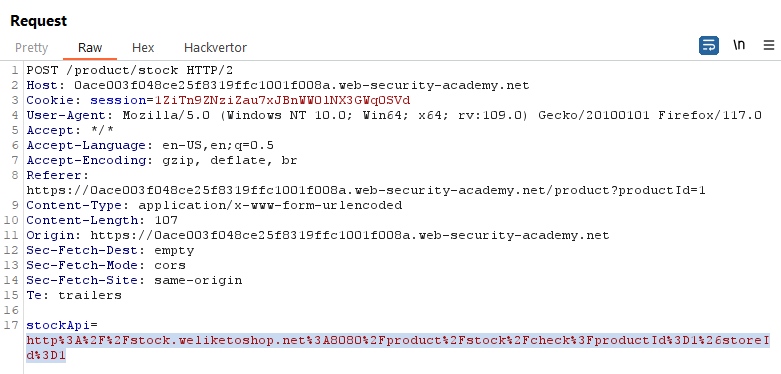 Request
Pretty Raw Hex Hackvertor \n
1 POST /product/stock HTTP/2
2 Host: 0ace003f048ce25f8319ffc1001f008a.web-security-academy.net
3 Cookie: session=1ZiTn9ZNziZau7xJBnWW01NX3GWqOSVd
4 User-Agent: Mozilla/5.0 (Windows NT 10.0; Win64; x64; rv:109.0) Gecko/20100101 Firefox/117.0
5 Accept: */*
6 Accept-Language: en-US,en;q=0.5
7 Accept-Encoding: gzip, deflate, br
8 Referer:
https://0ace003f048ce25f8319ffc1001f008a.web-security-academy.net/product?productId=1
9 Content-Type: application/x-www-form-urlencoded
10 Content-Length: 107
11 Origin: https://0ace003f048ce25f8319ffc1001f008a.web-security-academy.net
12 Sec-Fetch-Dest: empty
13 Sec-Fetch-Mode: cors
14 Sec-Fetch-Site: same-origin
15 Te: trailers
16
17 stockApi=
http%3A%2F%2Fstock.weliketoshop.net%3A8080%2Fproduct%2Fstock%2Fcheck%3FproductId%3D1%26storeI
d%3D1